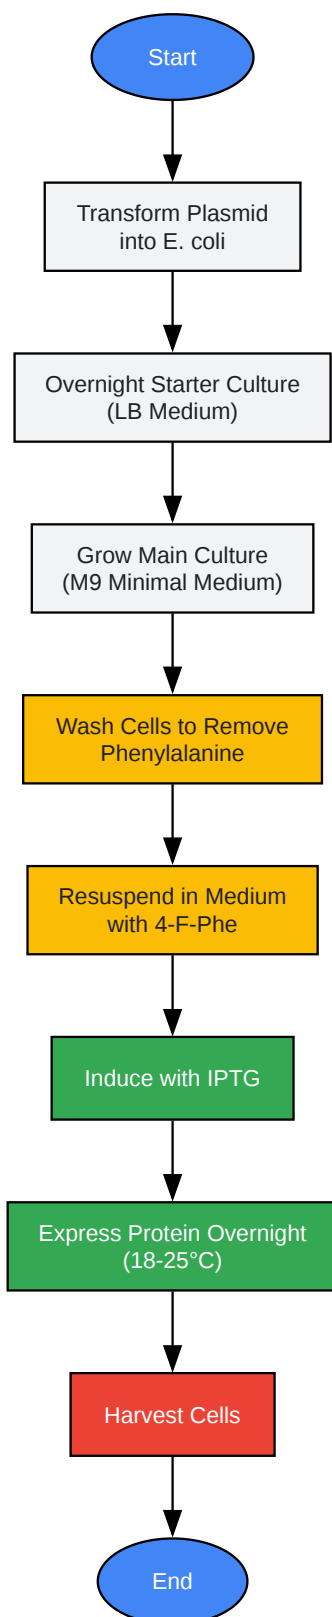 Start
Transform Plasmid
into E. coli
Overnight Starter Culture
(LB Medium)
Grow Main Culture
(M9 Minimal Medium)
Wash Cells to Remove
Phenylalanine
Resuspend in Medium
with 4-F-Phe
Induce with IPTG
Express Protein Overnight
(18-25°C)
Harvest Cells
End